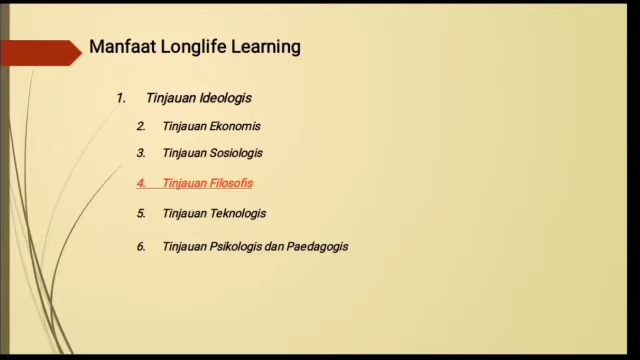 Manfaat Longlife Learning
1. Tinjauan Ideologis
2. Tinjauan Ekonomis
3. Tinjauan Sosiologis
4. Tinjauan Filosofis
5. Tinjauan Teknologis
6. Tinjauan Psikologis dan Paedagogis